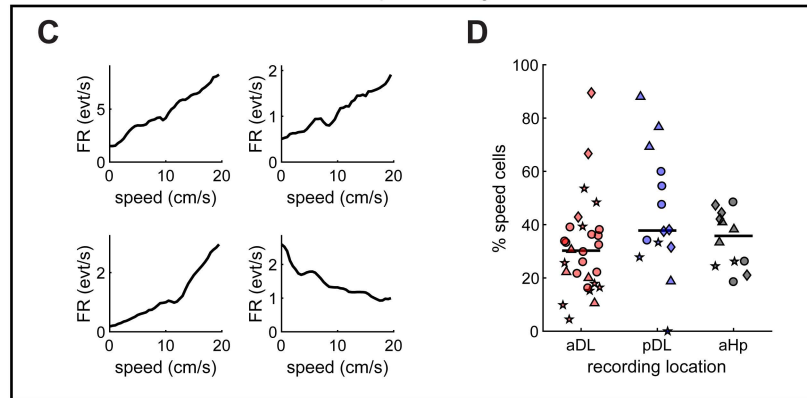 C
FR (evt/s)
5
0
0 10 20
speed (cm/s)
FR (evt/s)
2
1
0
0 10 20
speed (cm/s)
FR (evt/s)
2
0
0 10 20
speed (cm/s)
FR (evt/s)
2
1
0
0 10 20
speed (cm/s)
D
% speed cells
100
80
60
40
20
0
aDL pDL aHp
recording location